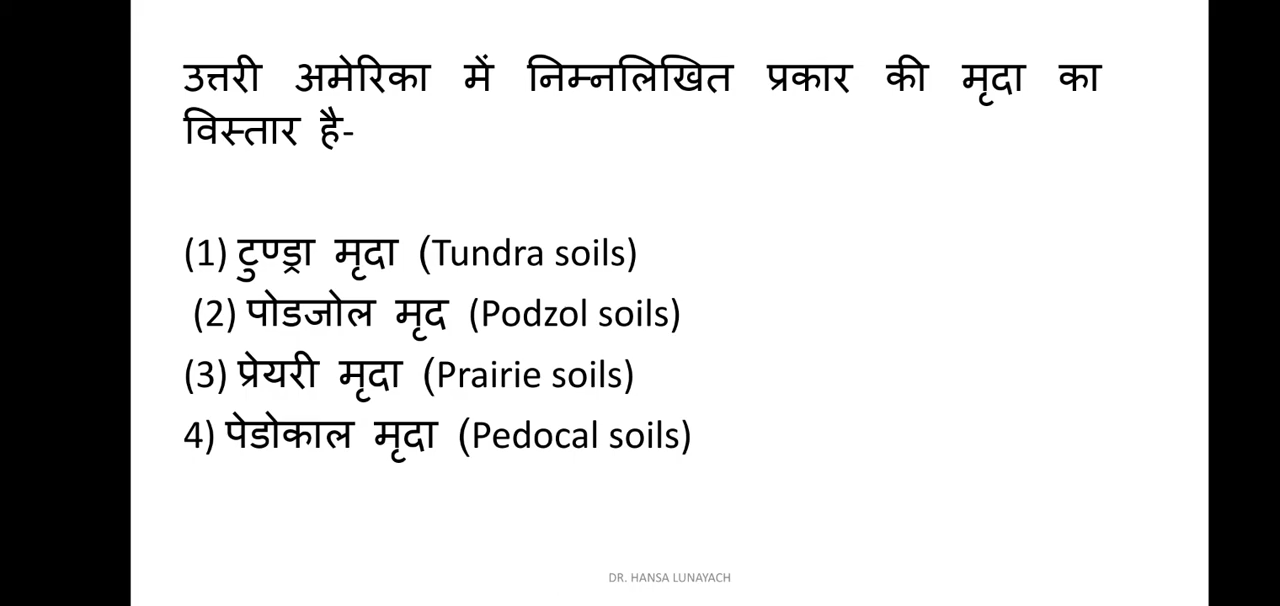 उत्तरी अमेरिका में निम्नलिखित प्रकार की मृदा का
विस्तार है-
(1) टुण्ड्रा मृदा (Tundra soils)
(2) पोडजोल मृद (Podzol soils)
(3) प्रेयरी मृदा (Prairie soils)
4) पेडोकाल मृदा (Pedocal soils)
DR. HANSA LUNAYACH